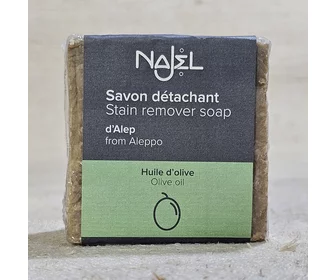 NAJEL
Savon détachant
Stain remover soap
d'Alep
from Aleppo
Huile d'olive
Olive oil